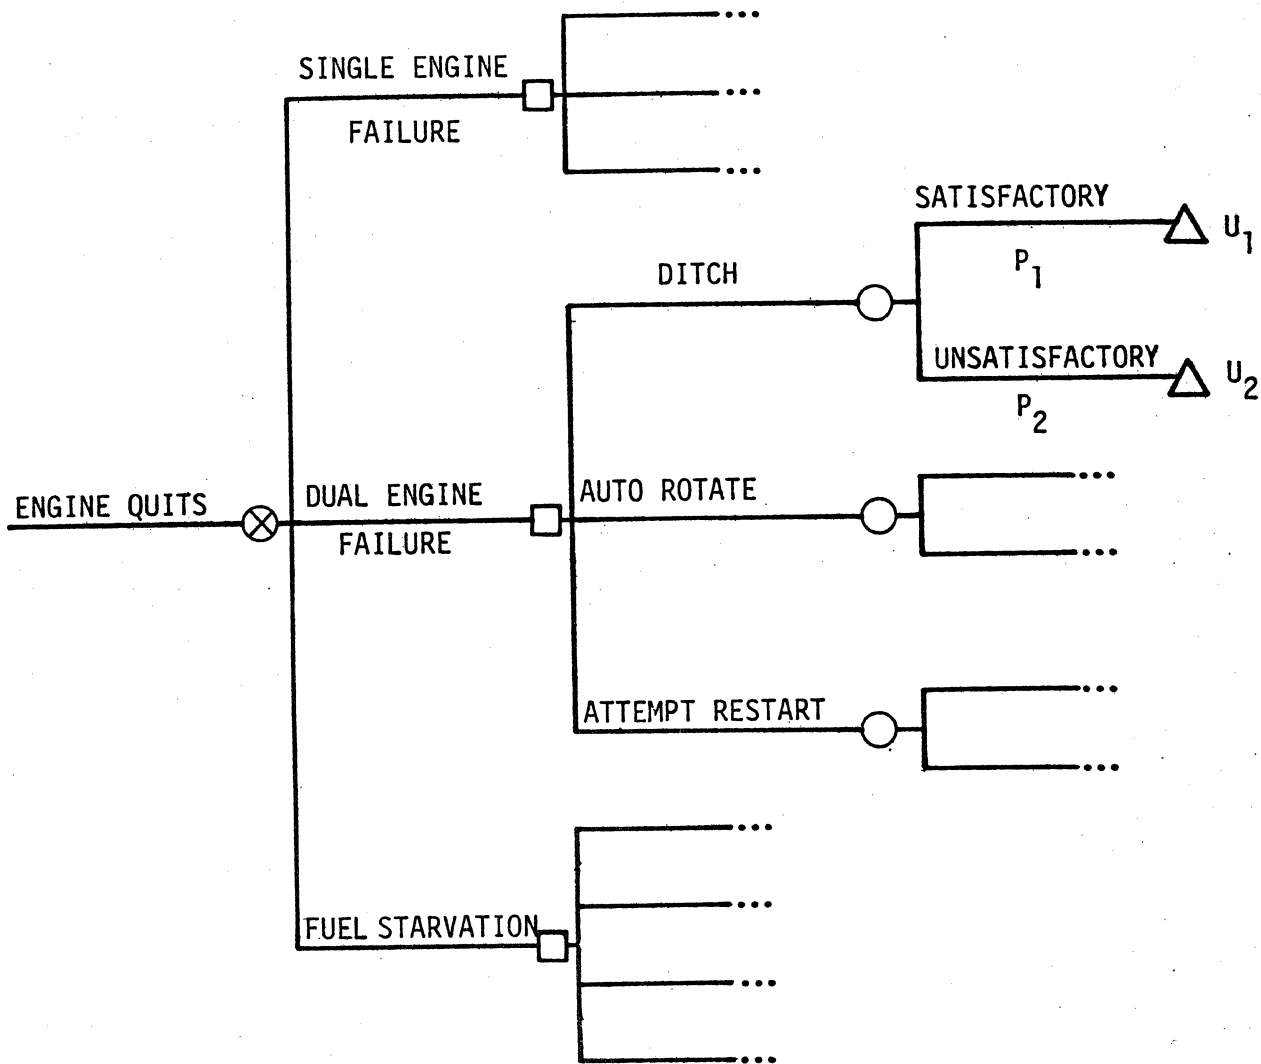 SINGLE ENGINE
FAILURE
SATISFACTORY
P1
U1
DITCH
UNSATISFACTORY
P2
U2
ENGINE QUITS
DUAL ENGINE
FAILURE
AUTO ROTATE
ATTEMPT RESTART
FUEL STARVATION